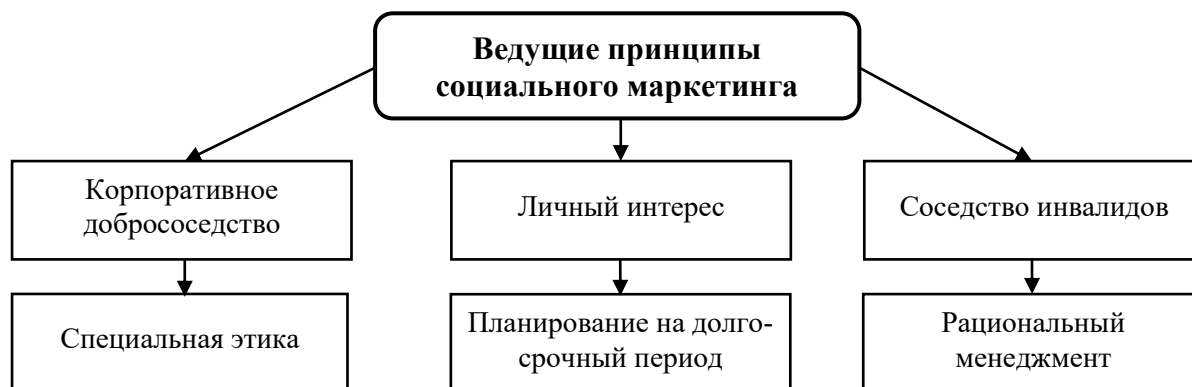 Ведущие принципы
социального маркетинга
Корпоративное
добрососедство
Личный интерес
Соседство инвалидов
Специальная этика
Планирование на долго-
срочный период
Рациональный
менеджмент